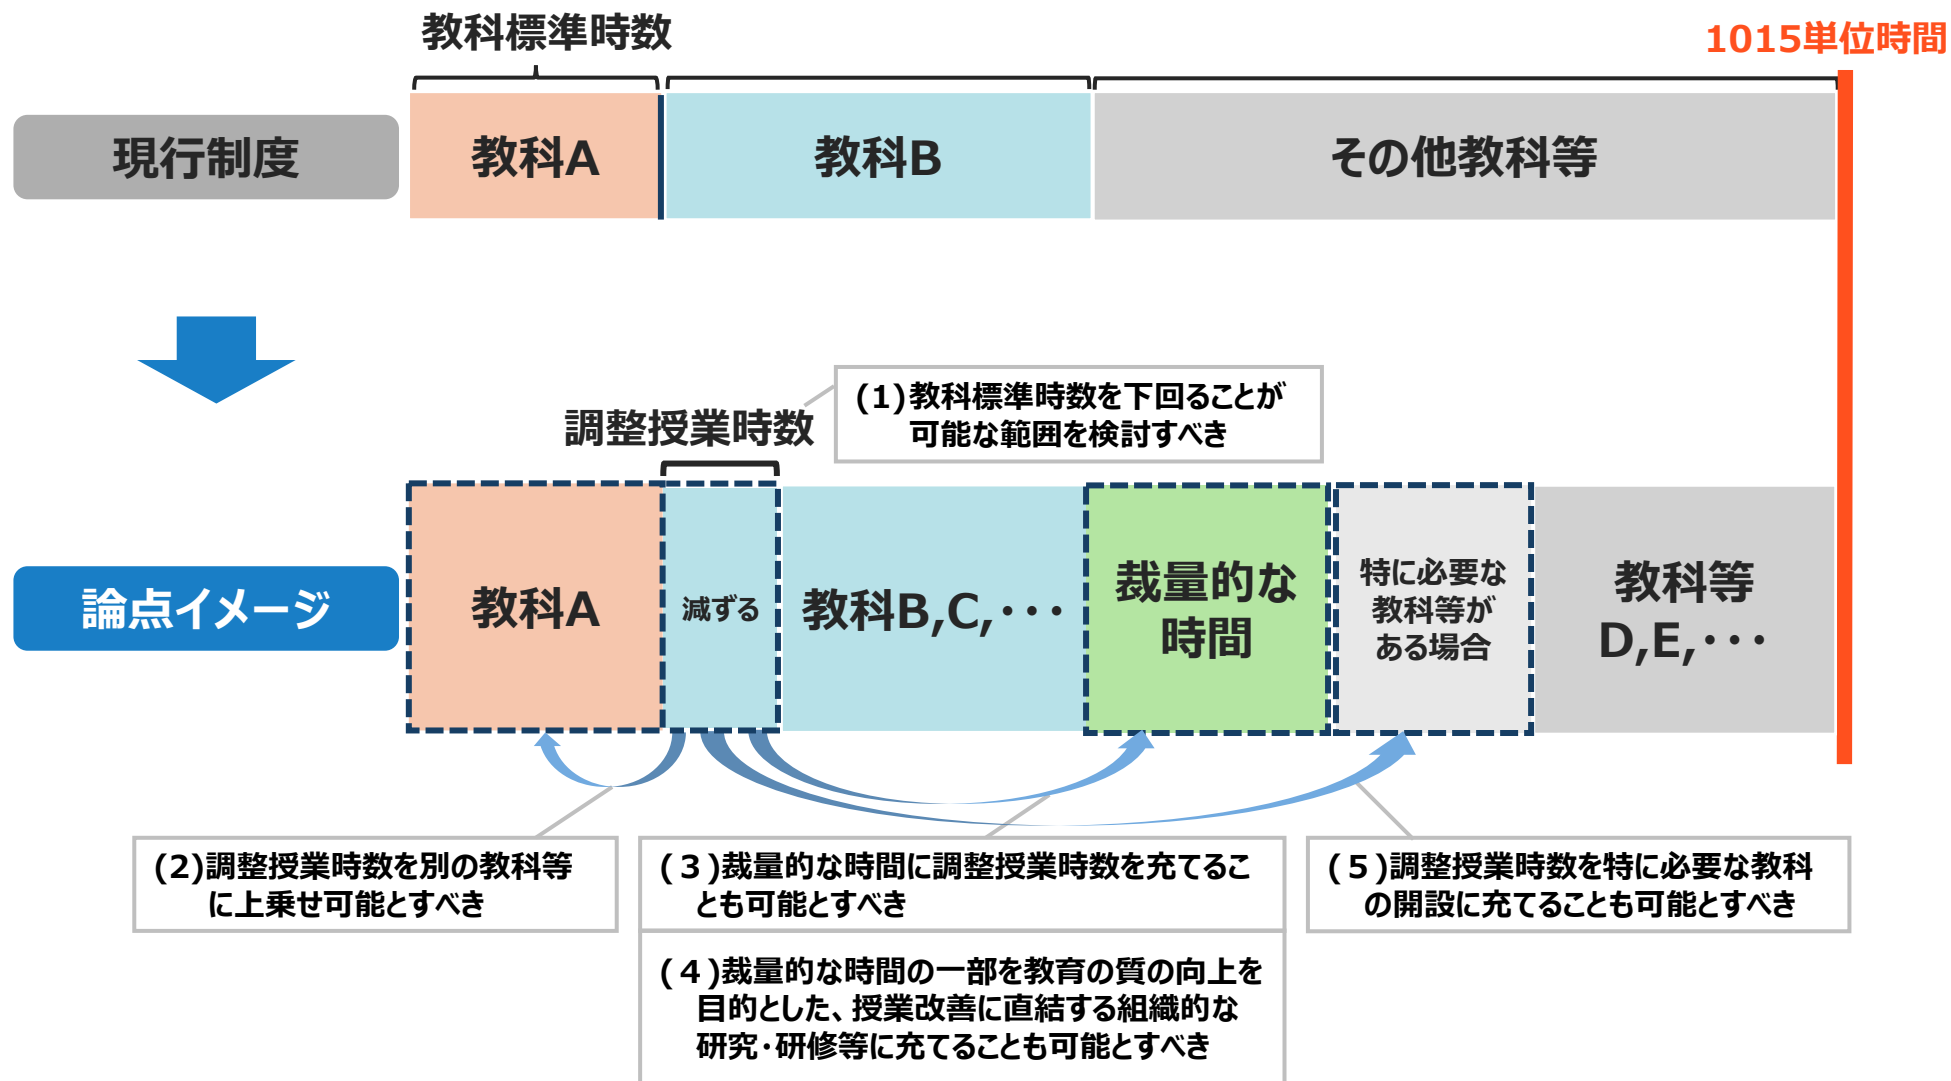 教科標準時数
1015単位時間
現行制度
教科A
教科B
その他教科等
(1)教科標準時数を下回ることが
可能な範囲を検討すべき
調整授業時数
論点イメージ
教科A
減ずる
教科B,C,・・・
裁量的な
時間
特に必要な
教科等が
ある場合
教科等
D,E,・・・
(2)調整授業時数を別の教科等
に上乗せ可能とすべき
(３)裁量的な時間に調整授業時数を充てるこ
とも可能とすべき
(５)調整授業時数を特に必要な教科
の開設に充てることも可能とすべき
(４)裁量的な時間の一部を教育の質の向上を
目的とした、授業改善に直結する組織的な
研究・研修等に充てることも可能とすべき